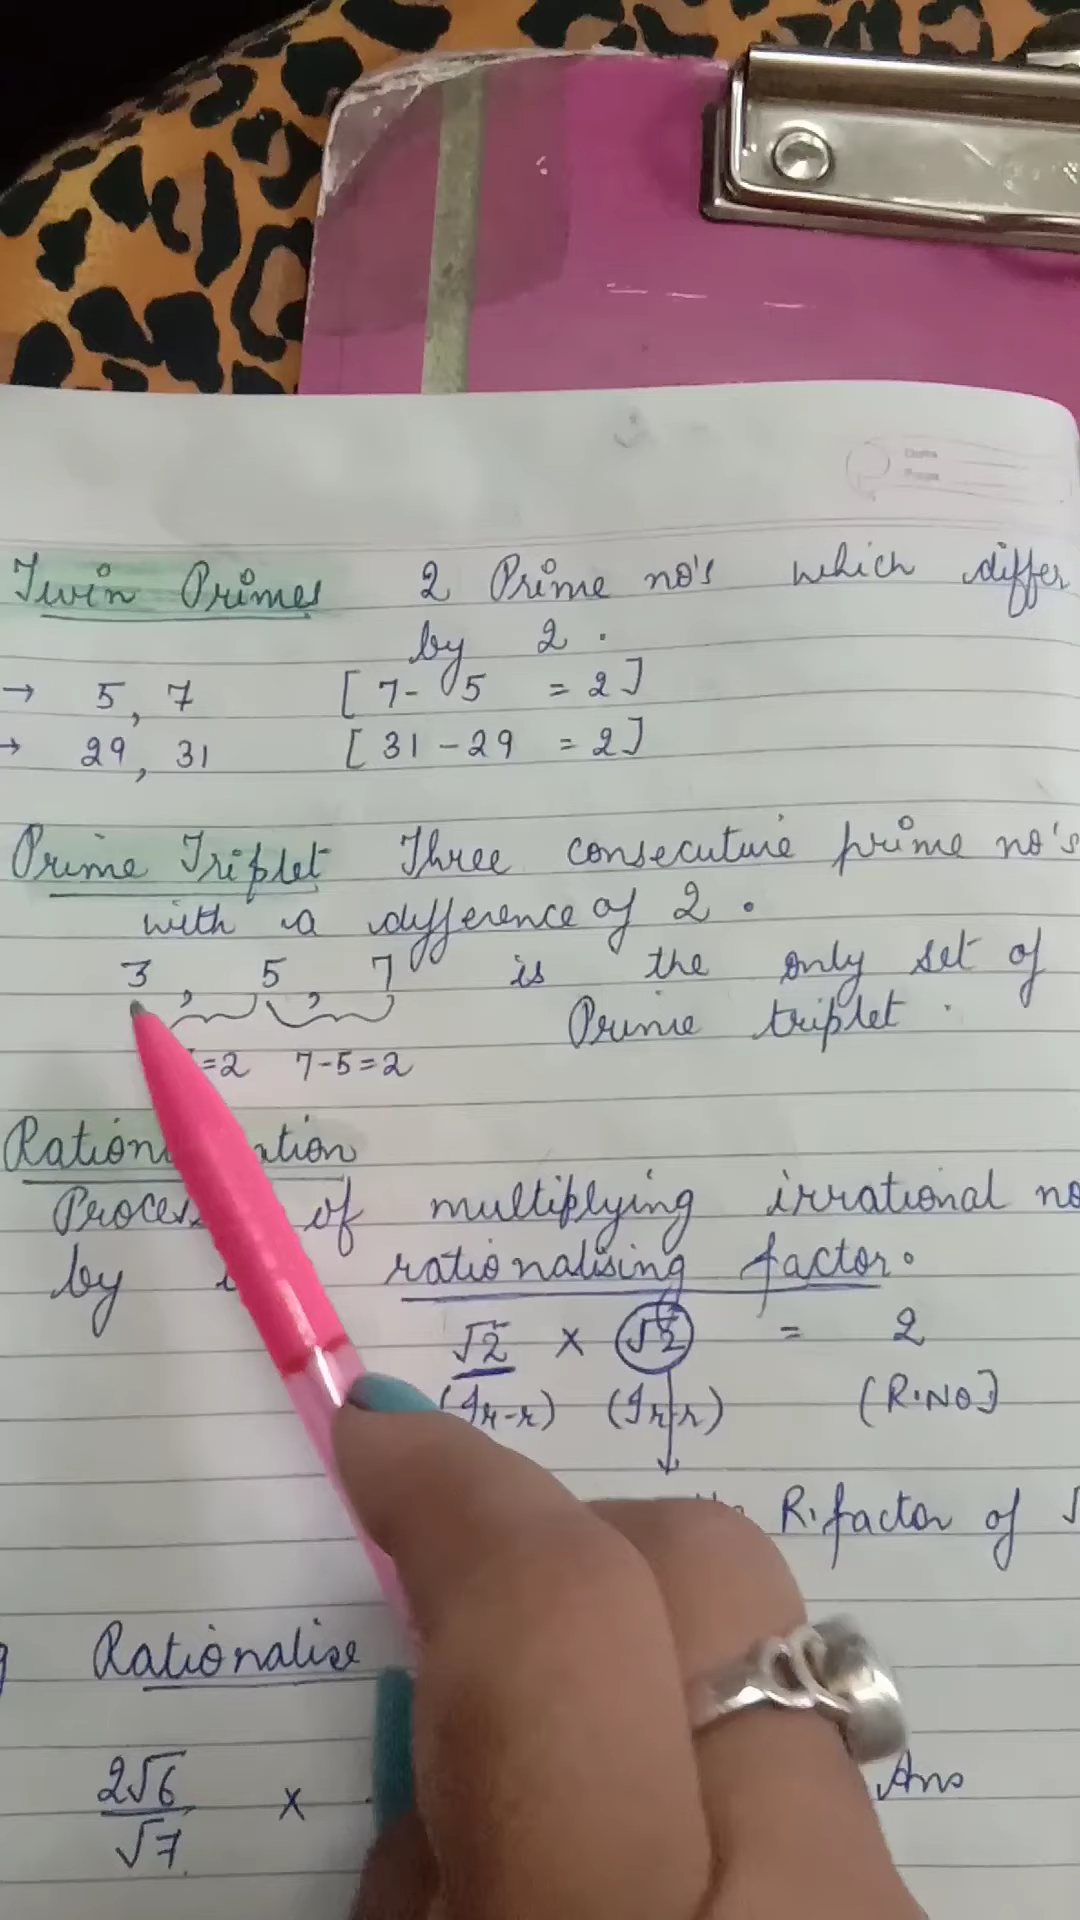 Twin Primes 2 Prime no's which differ
by 2.
→ 5, 7 [7-5 = 2]
→ 29, 31 [31-29 = 2]
Prime Triplet Three consecutive prime no's
with a difference of 2.
3, 5, 7 is the only set of
Prime triplet.
=2 7-5=2
Process of multiplying irrational no
by rationalising factor.
√2 × √2 = 2
(Ir-r) (Ir-r) (R.NO]
R.factor of √
Rationalise
2√6
√7 ×
Ans